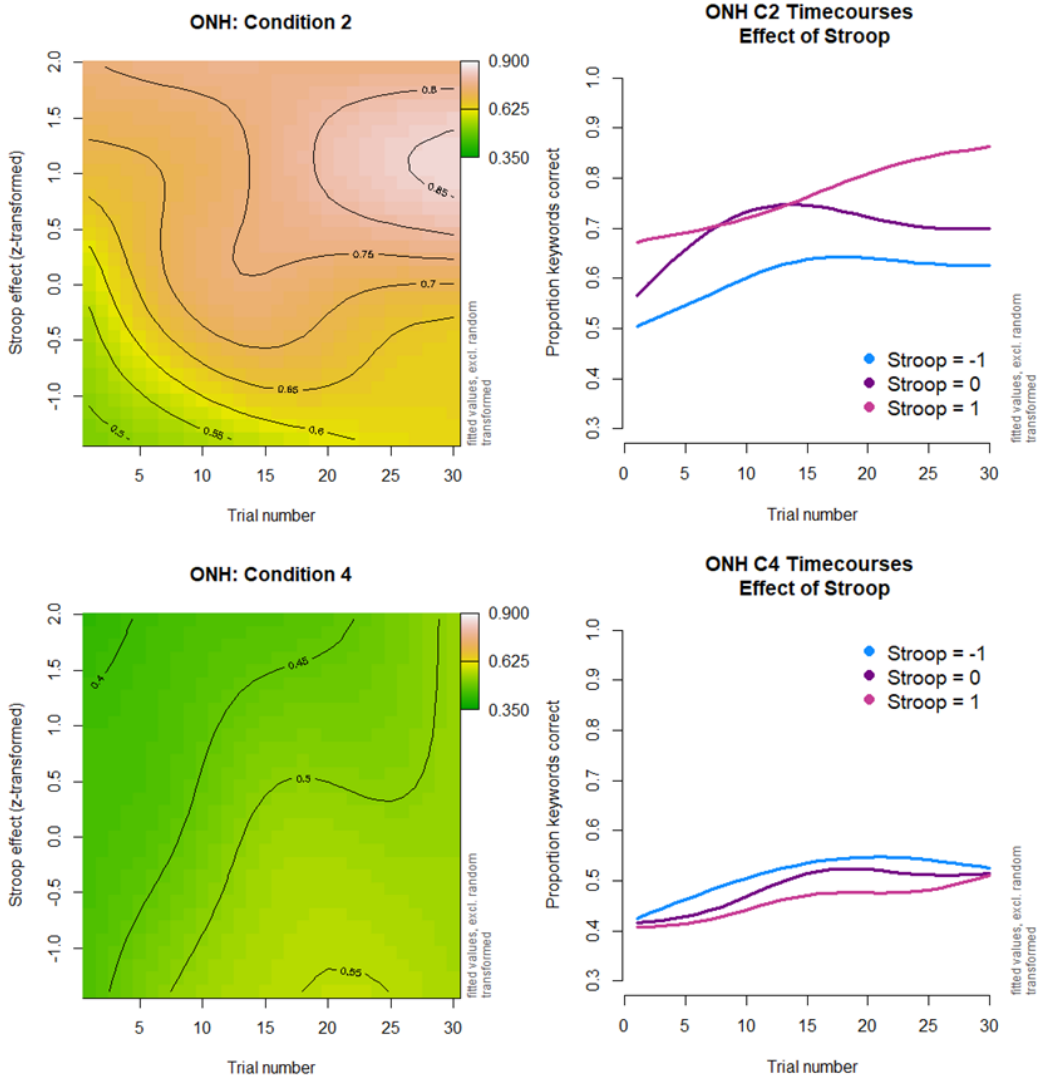 ONH: Condition 2
Stroop effect (z-transformed)
2.0
1.5
1.0
0.5
0.0
−0.5
−1.0
0.8
0.85
0.75
0.7
0.65
0.6
0.55
0.5
0.900
0.625
0.350
fitted values, excl. random
transformed
5 10 15 20 25 30
Trial number
ONH C2 Timecourses
Effect of Stroop
Proportion keywords correct
1.0
0.9
0.8
0.7
0.6
0.5
0.4
0.3
Stroop = -1
Stroop = 0
Stroop = 1
fitted values, excl. random
transformed
0 5 10 15 20 25 30
Trial number
ONH: Condition 4
Stroop effect (z-transformed)
2.0
1.5
1.0
0.5
0.0
−0.5
−1.0
0.4
0.45
0.5
0.55
0.900
0.625
0.350
fitted values, excl. random
transformed
5 10 15 20 25 30
Trial number
ONH C4 Timecourses
Effect of Stroop
Proportion keywords correct
1.0
0.9
0.8
0.7
0.6
0.5
0.4
0.3
Stroop = -1
Stroop = 0
Stroop = 1
fitted values, excl. random
transformed
0 5 10 15 20 25 30
Trial number